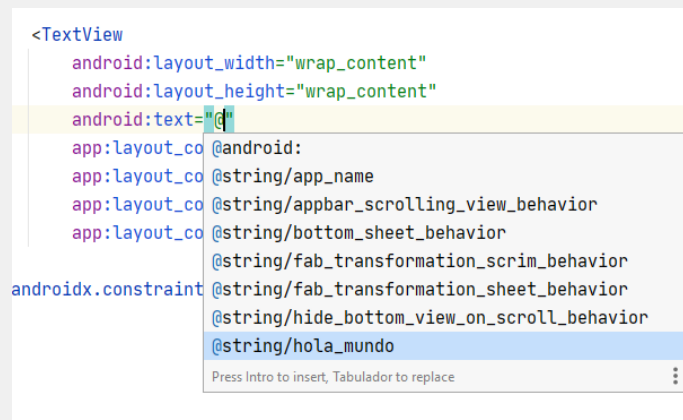 <TextView
android:layout_width="wrap_content"
android:layout_height="wrap_content"
android:text="@"
app:layout_co
app:layout_co
app:layout_co
app:layout_co
androidx.constraint
@android:
@string/app_name
@string/appbar_scrolling_view_behavior
@string/bottom_sheet_behavior
@string/fab_transformation_scrim_behavior
@string/fab_transformation_sheet_behavior
@string/hide_bottom_view_on_scroll_behavior
@string/hola_mundo
Press Intro to insert, Tabulador to replace